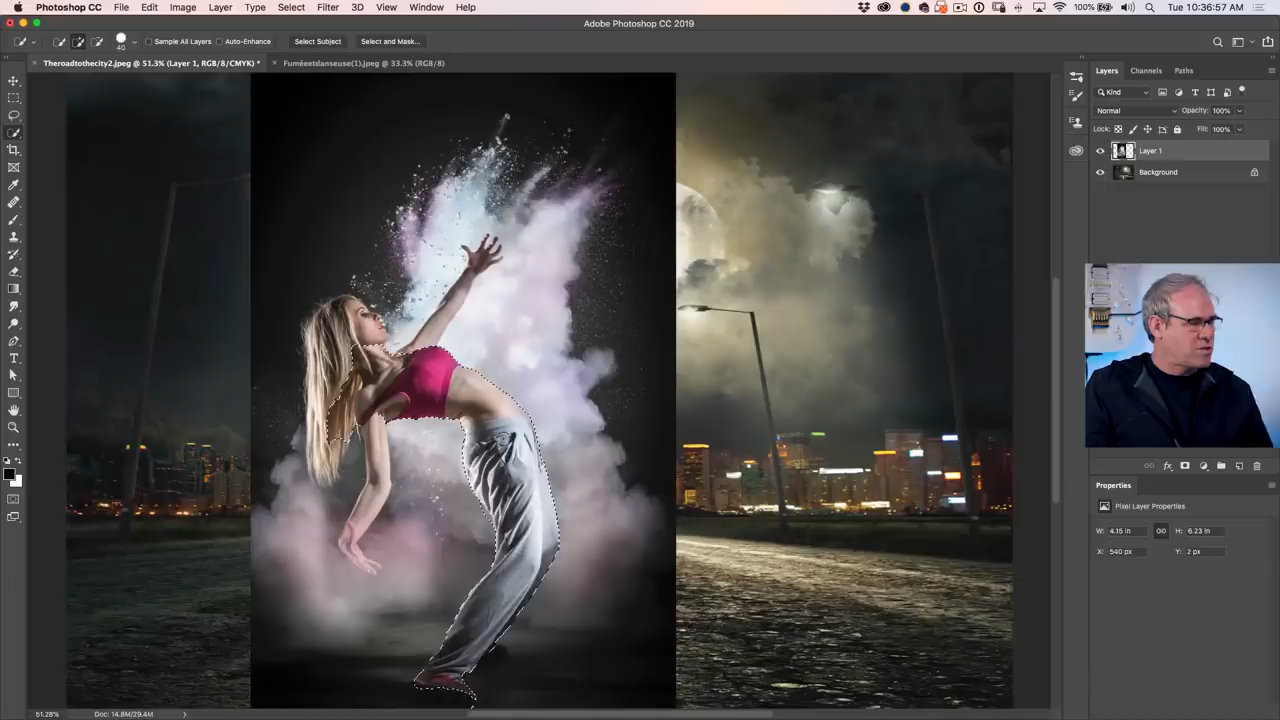 Photoshop CC File Edit Image Layer Type Select Filter 3D View Window Help 100% Tue 10:36:57 AM
Adobe Photoshop CC 2019
40 Sample All Layers Auto-Enhance Select Subject Select and Mask...
Theroadtothecity2.jpeg @ 51.3% (Layer 1, RGB/8/CMYK) * Fuméeetdanseuse(1).jpeg @ 33.3% (RGB/8)
Layers Channels Paths
Kind
Normal Opacity: 100%
Lock: Fill: 100%
Layer 1
Background
fx
Properties
Pixel Layer Properties
W: 4.15 in H: 6.23 in
X: 540 px Y: 2 px
51.28% Doc: 14.8M/29.4M